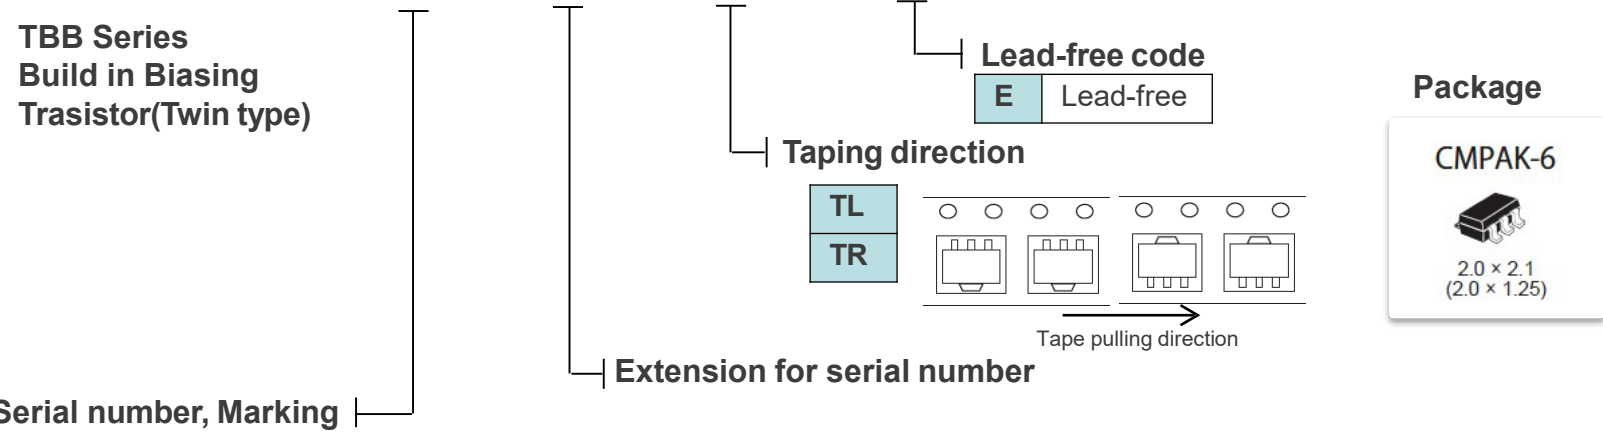 TBB Series
Build in Biasing
Trasistor(Twin type)
Lead-free code
E Lead-free
Package
CMPAK-6
2.0 × 2.1
(2.0 × 1.25)
Taping direction
TL
TR
Tape pulling direction
Extension for serial number
Serial number, Marking